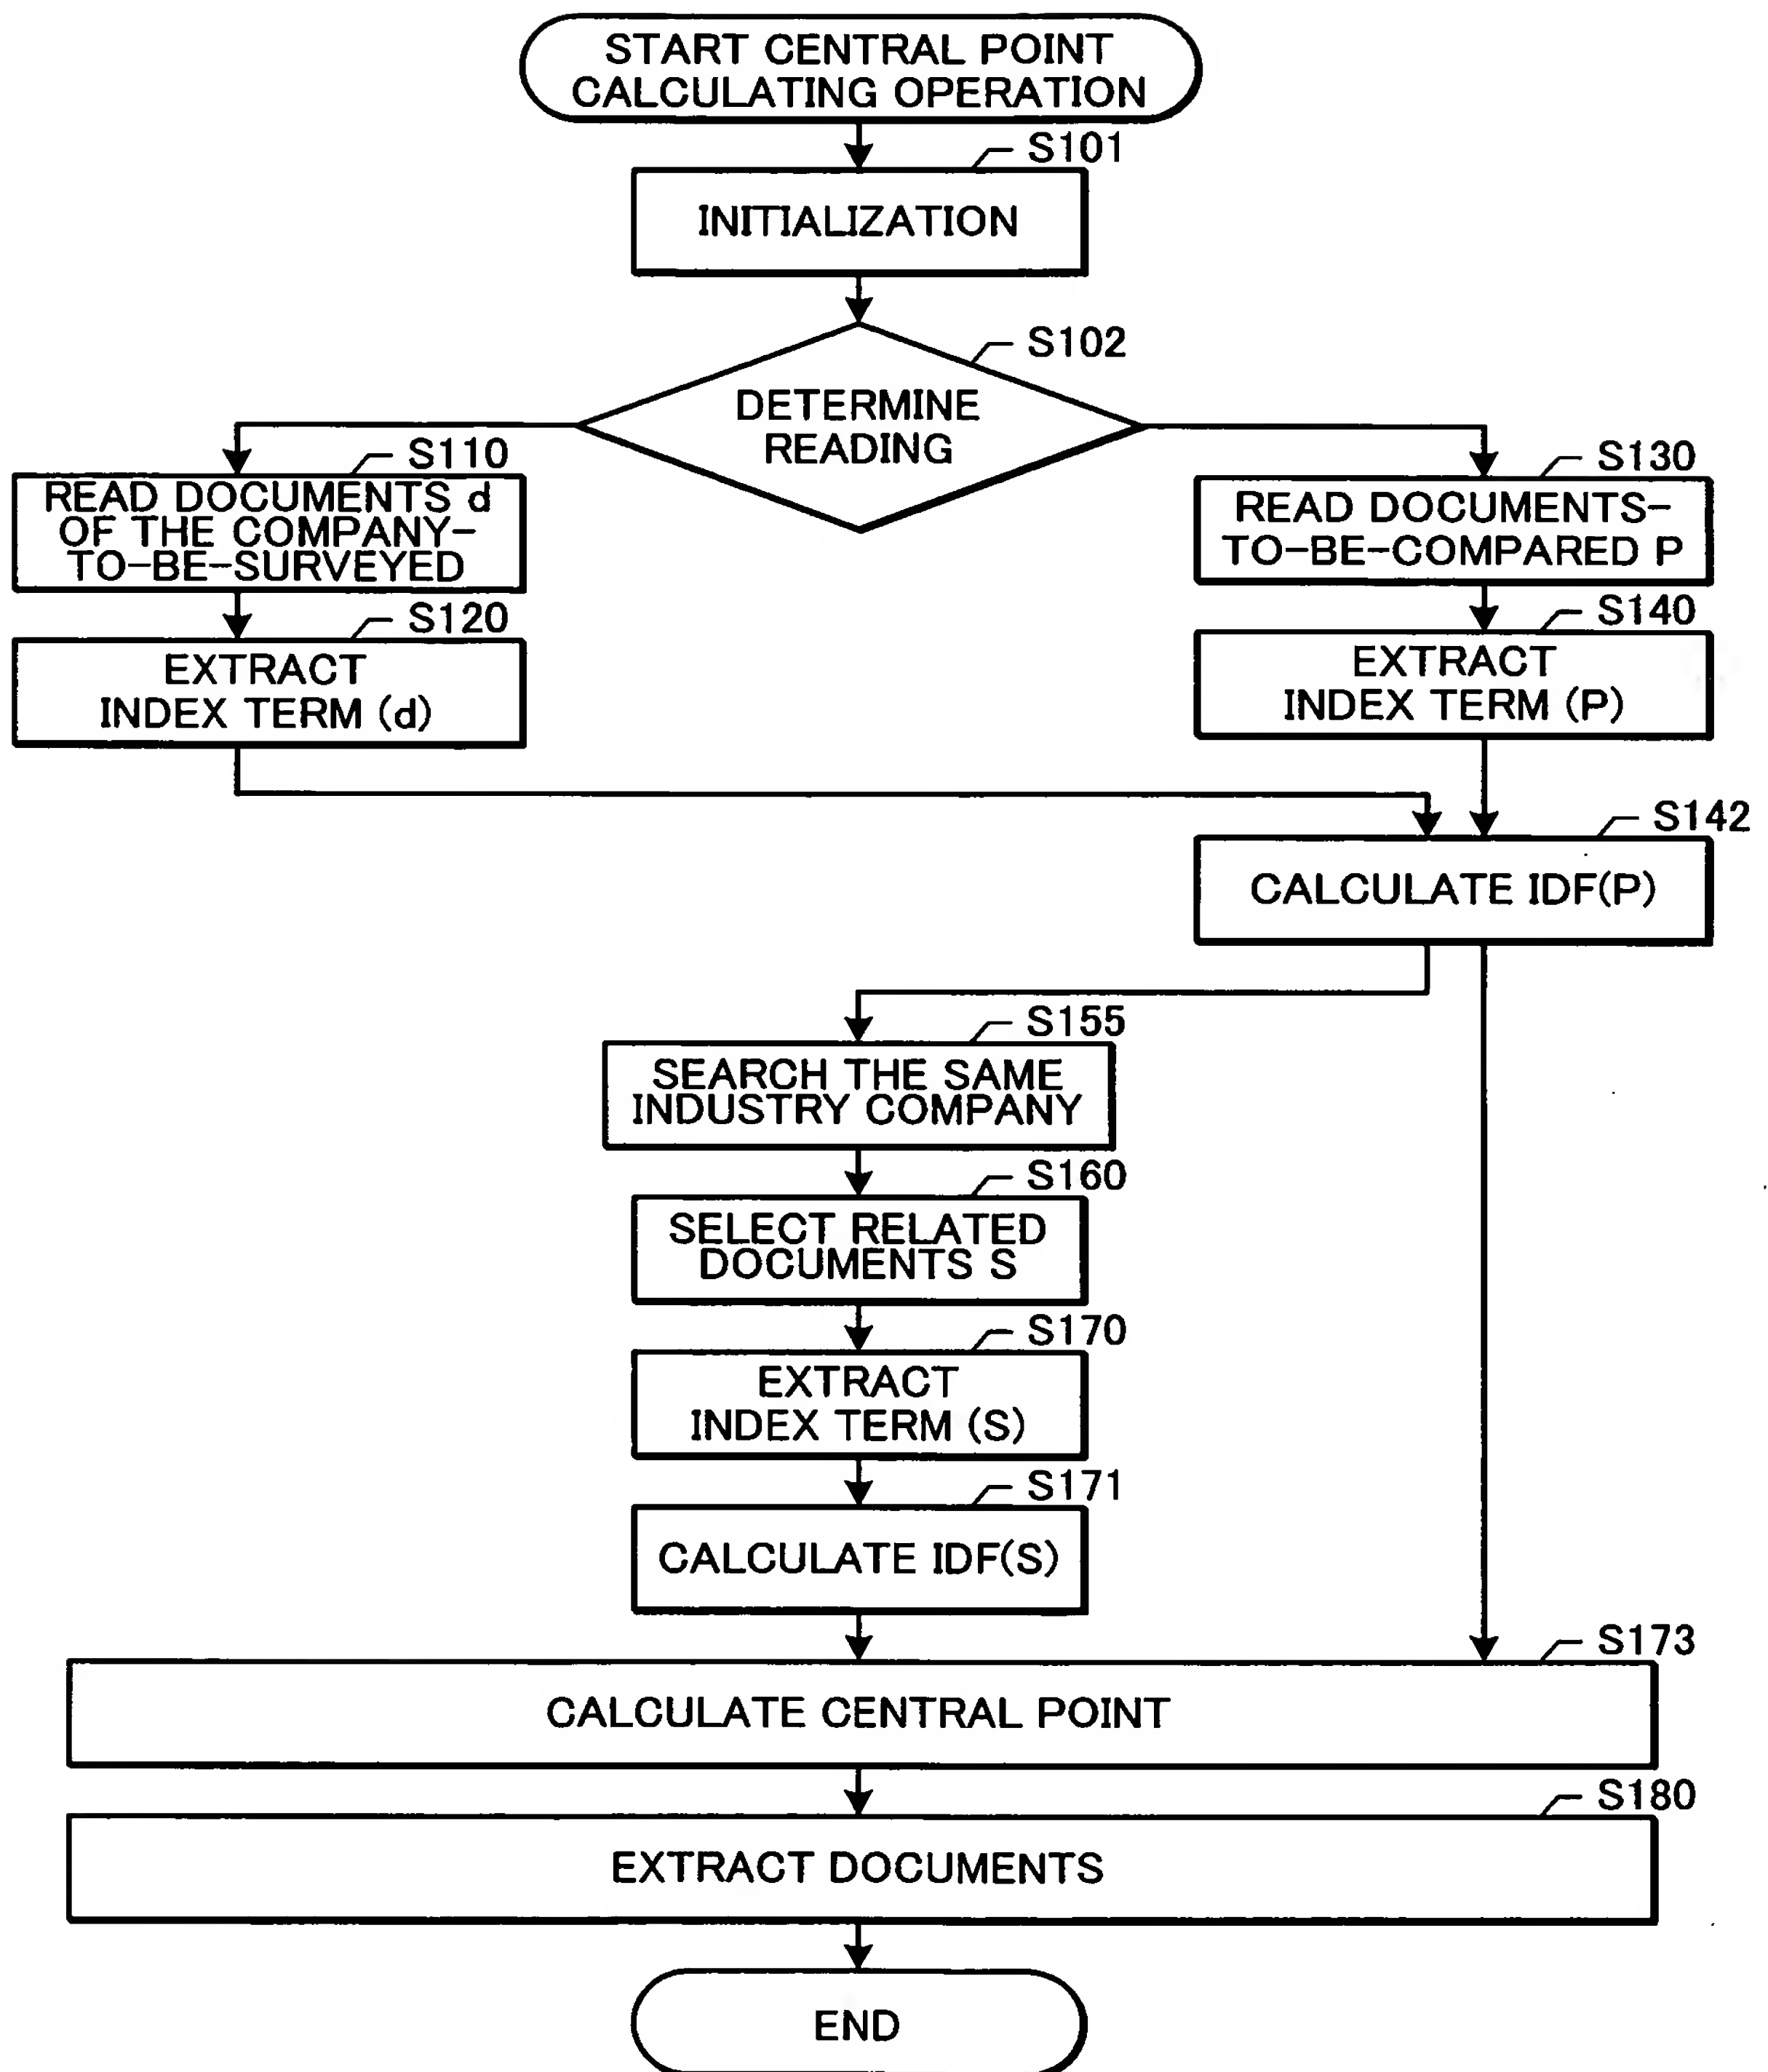 START CENTRAL POINT
CALCULATING OPERATION
S101
INITIALIZATION
S102
DETERMINE
READING
S110
READ DOCUMENTS d
OF THE COMPANY-
TO-BE-SURVEYED
S130
READ DOCUMENTS-
TO-BE-COMPARED P
S120
EXTRACT
INDEX TERM (d)
S140
EXTRACT
INDEX TERM (P)
S142
CALCULATE IDF(P)
S155
SEARCH THE SAME
INDUSTRY COMPANY
S160
SELECT RELATED
DOCUMENTS S
S170
EXTRACT
INDEX TERM (S)
S171
CALCULATE IDF(S)
S173
CALCULATE CENTRAL POINT
S180
EXTRACT DOCUMENTS
END